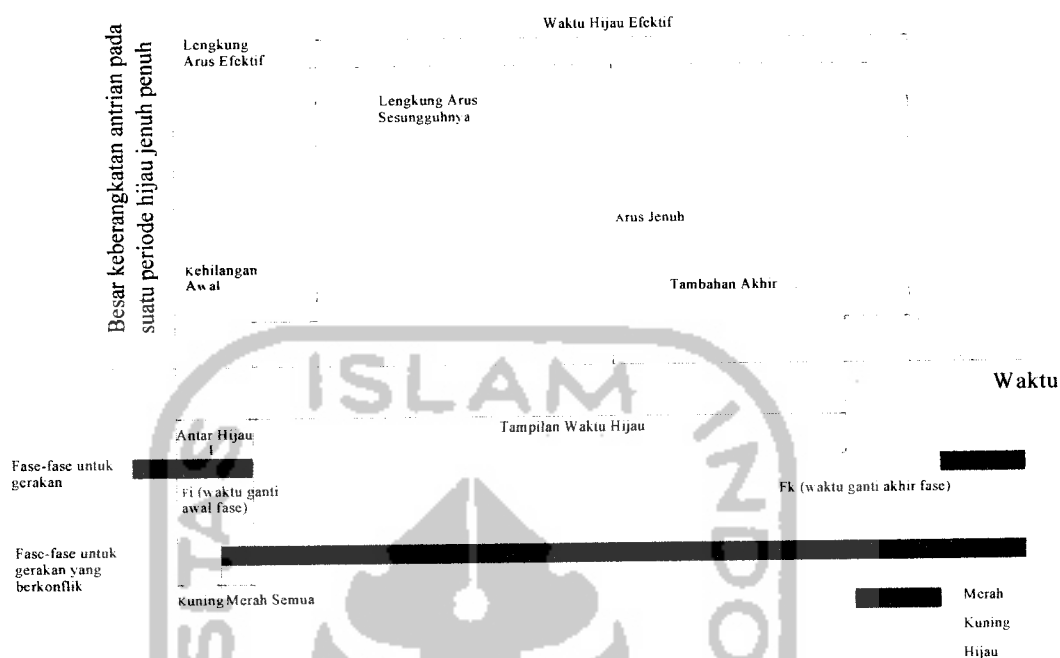 Waktu Hijau Efektif
Besar keberangkatan antrian pada
suatu periode hijau jenuh penuh
Lengkung
Arus Efektif
Lengkung Arus
Sesungguhnya
Arus Jenuh
Kehilangan
Awal
Tambahan Akhir
ISLAM
Waktu
Antar Hijau
I
Tampilan Waktu Hijau
Fase-fase untuk
gerakan
Fi (waktu ganti
awal fase)
Fk (waktu ganti akhir fase)
Fase-fase untuk
gerakan yang
berkonflik
Kuning Merah Semua
Merah
Kuning
Hijau